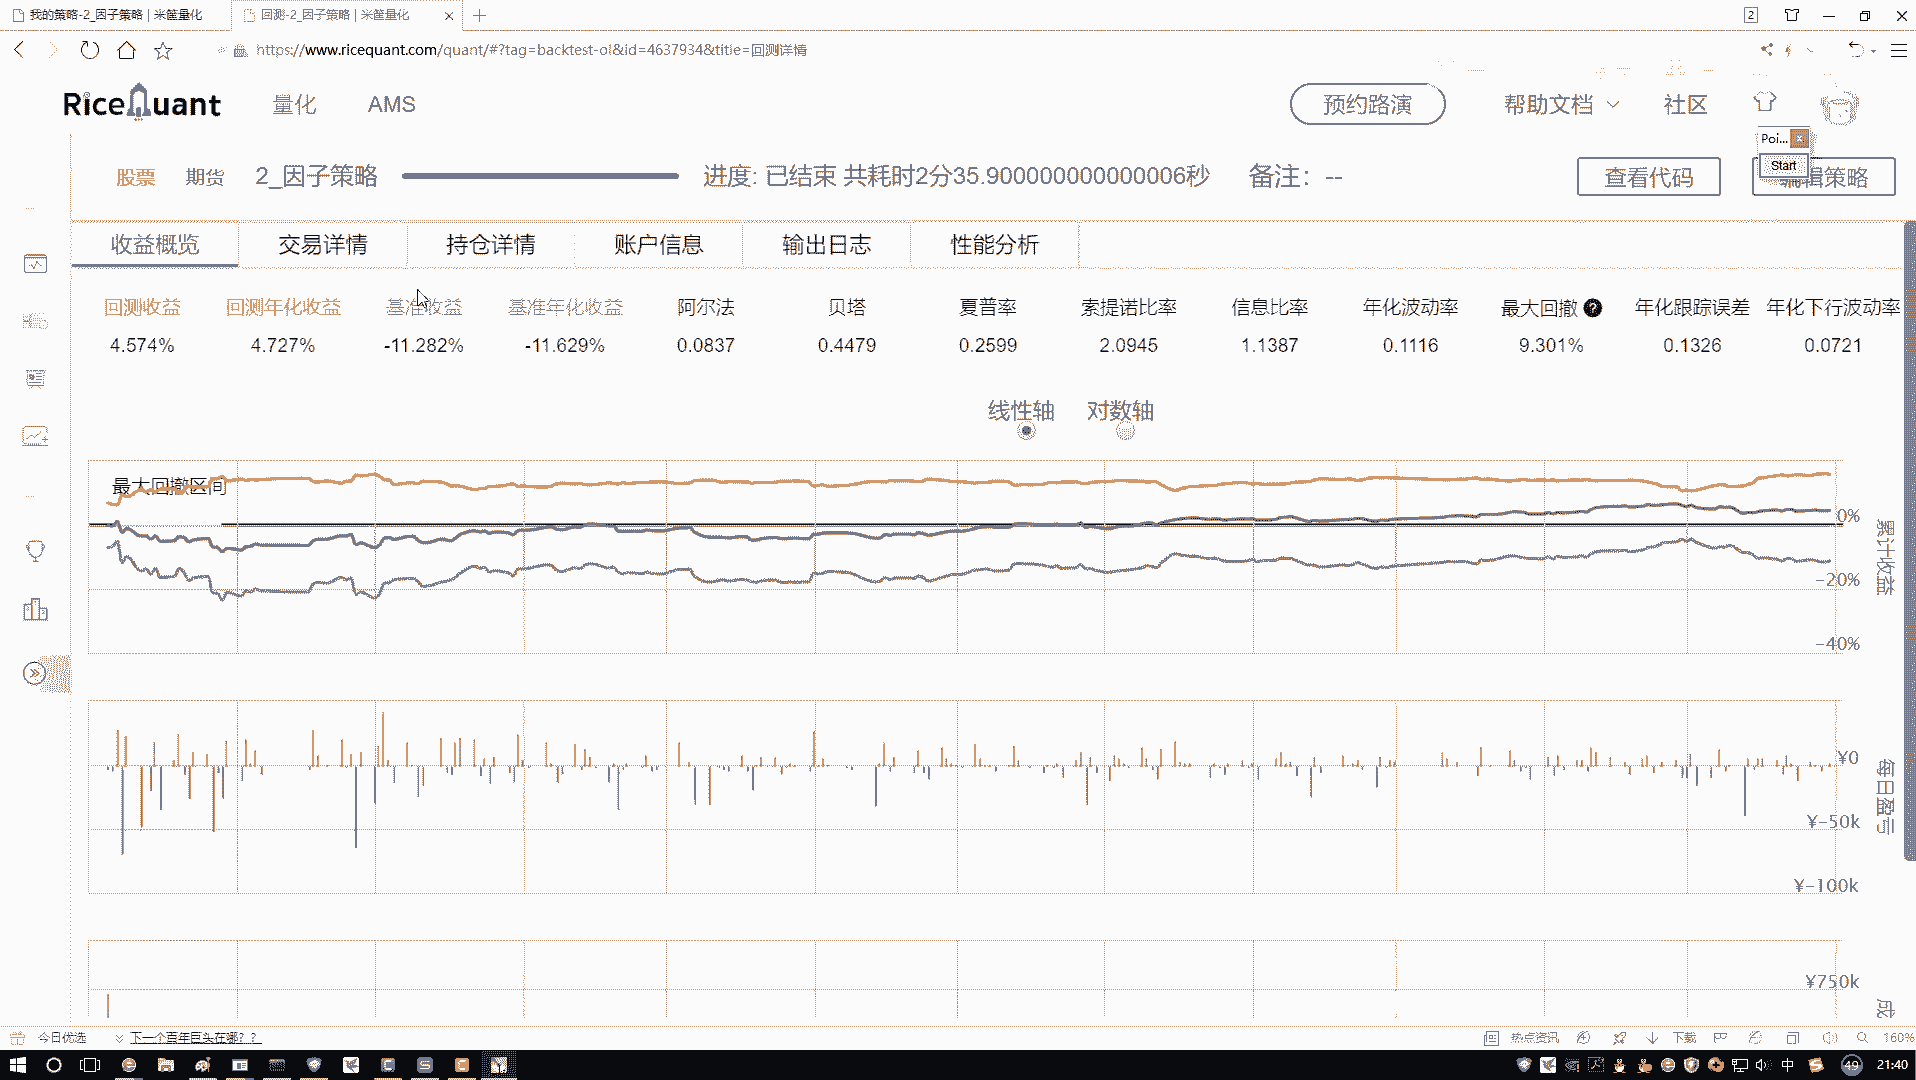 我的策略-2_因子策略 | 米筐量化
回测-2_因子策略 | 米筐量化
2
https://www.ricequant.com/quant/#?tag=backtest-ol&id=4637934&title=回测详情
RiceQuant 量化 AMS 预约路演 帮助文档 社区
Poi...
Start
股票 期货 2_因子策略 进度: 已结束 共耗时2分35.900000000000006秒 备注: -- 查看代码 编辑策略
收益概览 交易详情 持仓详情 账户信息 输出日志 性能分析
回测收益 回测年化收益 基准收益 基准年化收益 阿尔法 贝塔 夏普率 索提诺比率 信息比率 年化波动率 最大回撤 ? 年化跟踪误差 年化下行波动率
4.574% 4.727% -11.282% -11.629% 0.0837 0.4479 0.2599 2.0945 1.1387 0.1116 9.301% 0.1326 0.0721
线性轴 对数轴
最大回撤区间
0%
-20%
-40%
累计收益
¥0
¥-50k
¥-100k
每日盈亏
¥750k
成
今日优选 下一个百年巨头在哪？？ 热点资讯 下载 160%
中 49 21:40